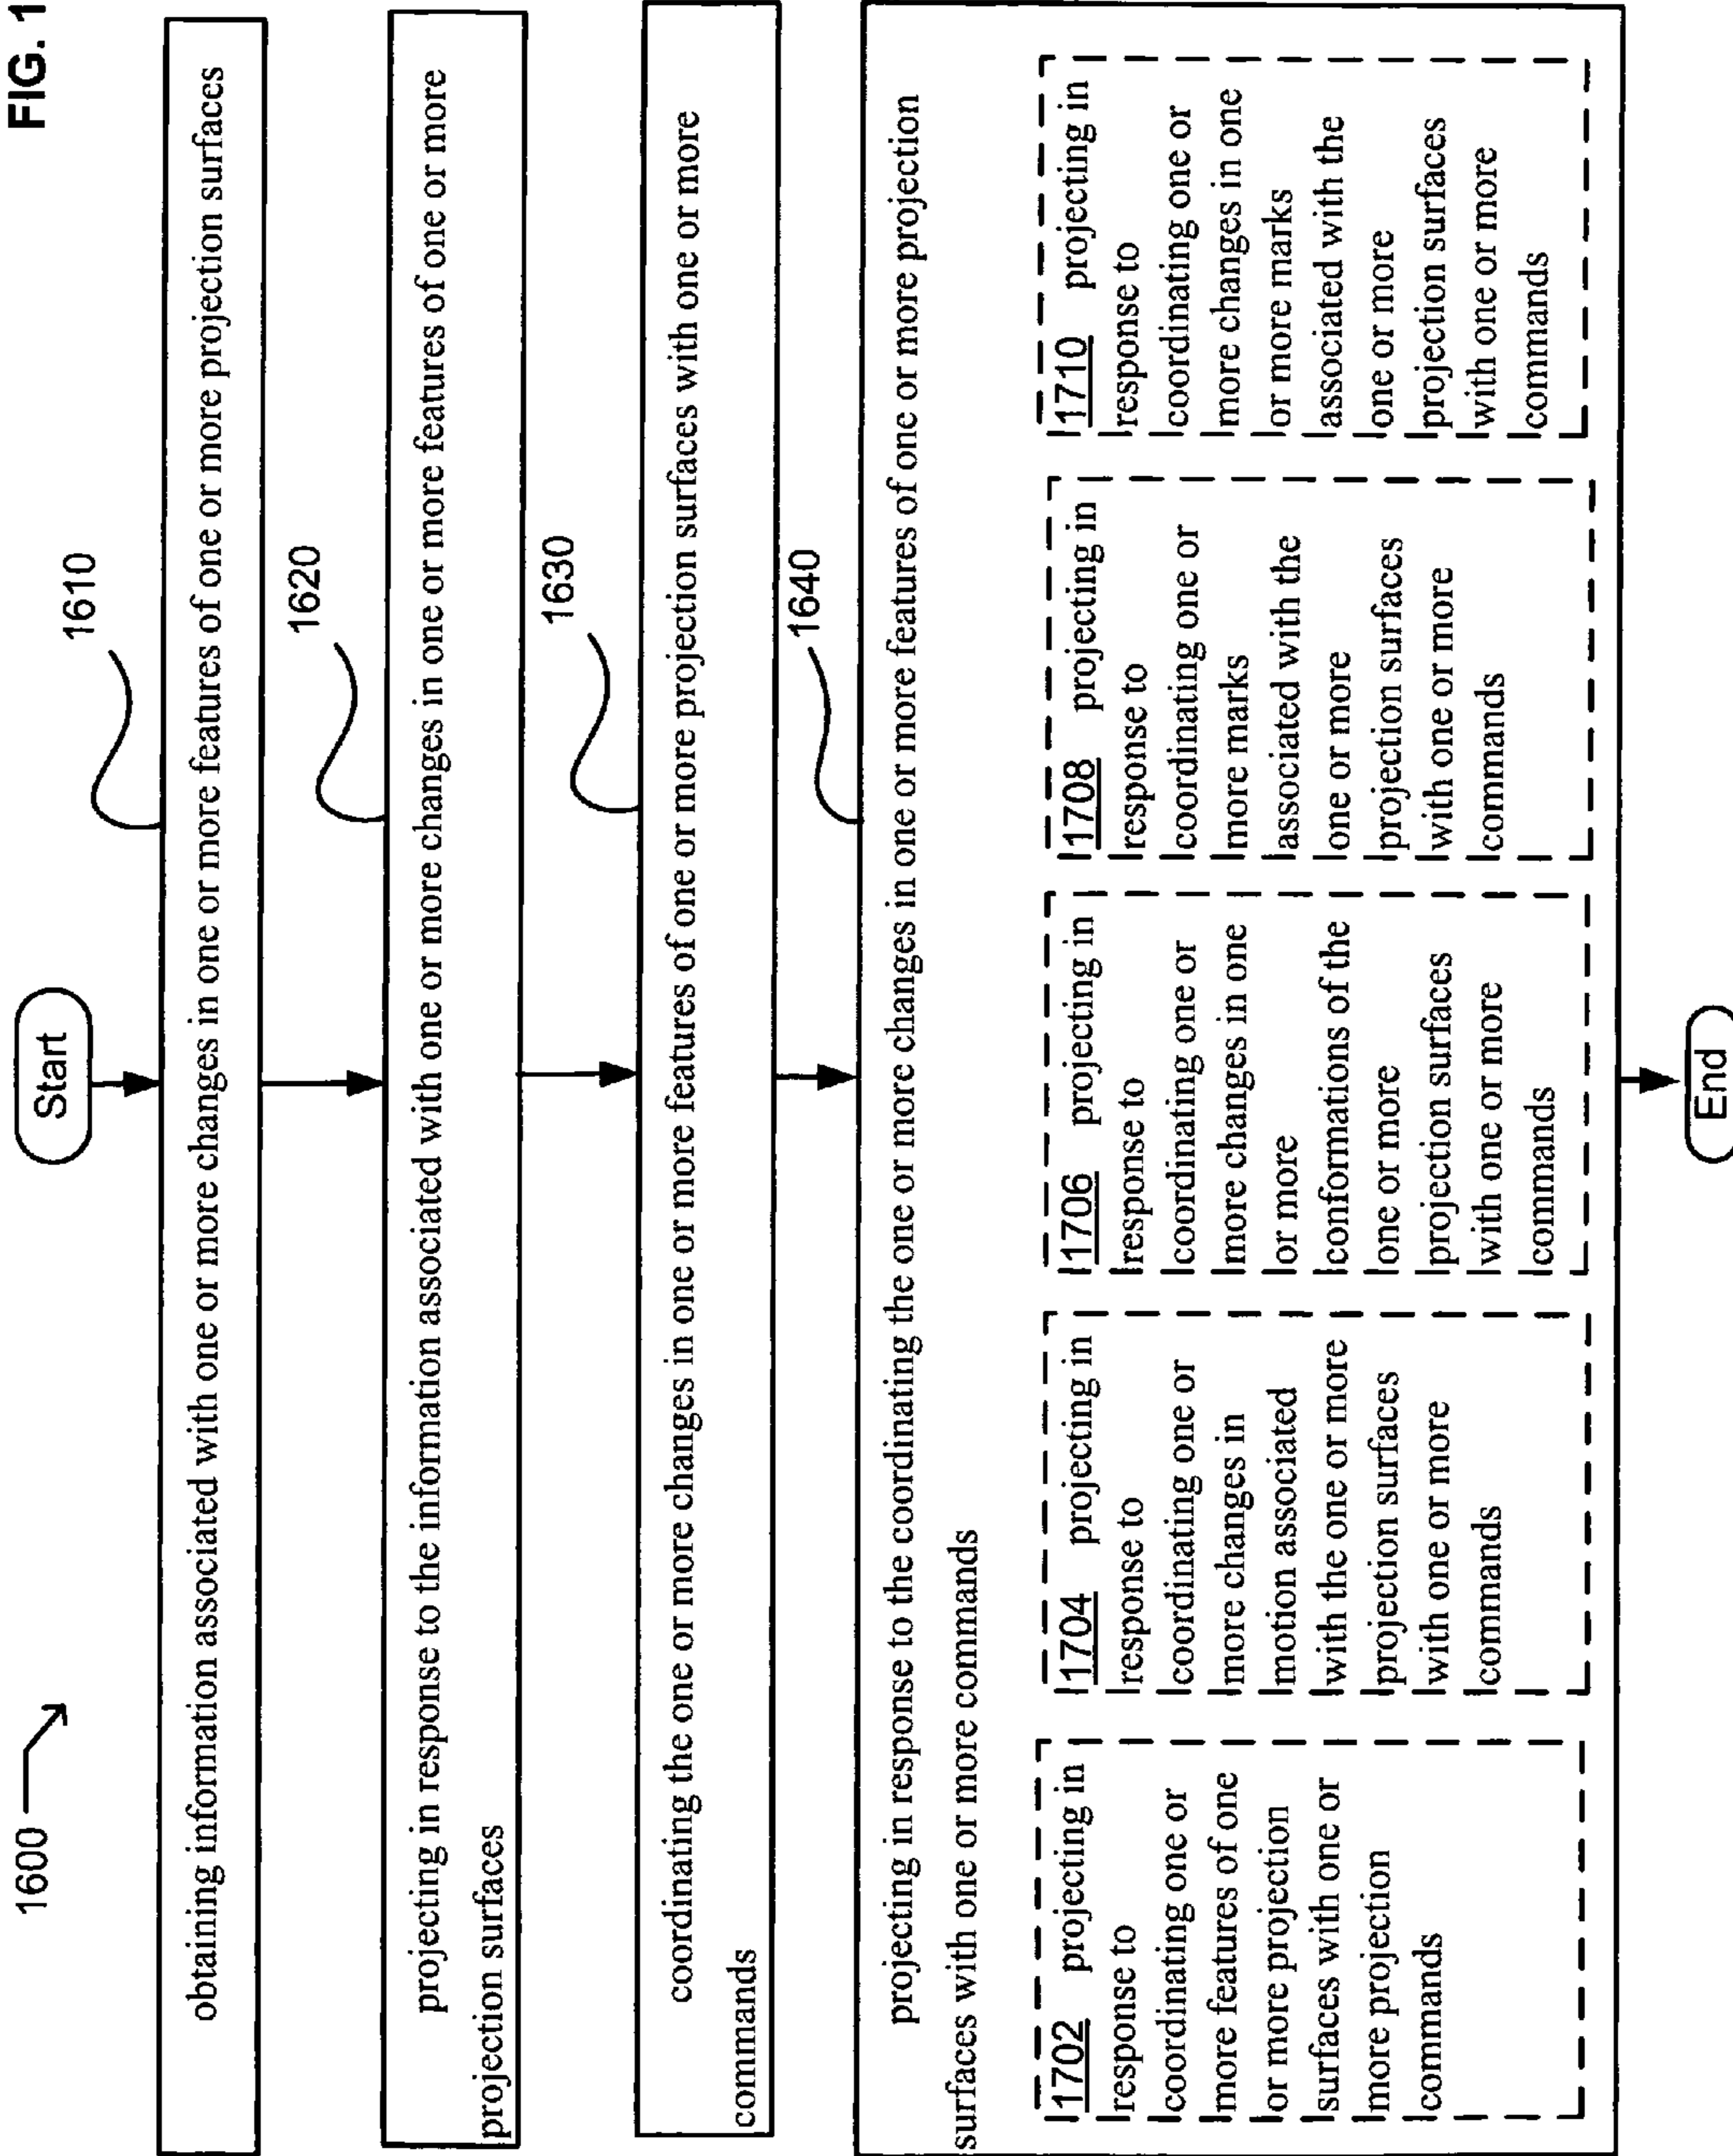 FIG. 1
1600
Start
1610
obtaining information associated with one or more changes in one or more features of one or more projection surfaces
1620
projecting in response to the information associated with one or more changes in one or more features of one or more
projection surfaces
1630
coordinating the one or more changes in one or more features of one or more projection surfaces with one or more
commands
1640
projecting in response to the coordinating the one or more changes in one or more features of one or more projection
surfaces with one or more commands
1702 projecting in
response to
coordinating one or
more features of one
or more projection
surfaces with one or
more projection
commands
1704 projecting in
response to
coordinating one or
more changes in
motion associated
with the one or more
projection surfaces
with one or more
commands
1706 projecting in
response to
coordinating one or
more changes in one
or more
conformations of the
one or more
projection surfaces
with one or more
commands
1708 projecting in
response to
coordinating one or
more marks
associated with the
one or more
projection surfaces
with one or more
commands
1710 projecting in
response to
coordinating one or
more changes in one
or more marks
associated with the
one or more
projection surfaces
with one or more
commands
End